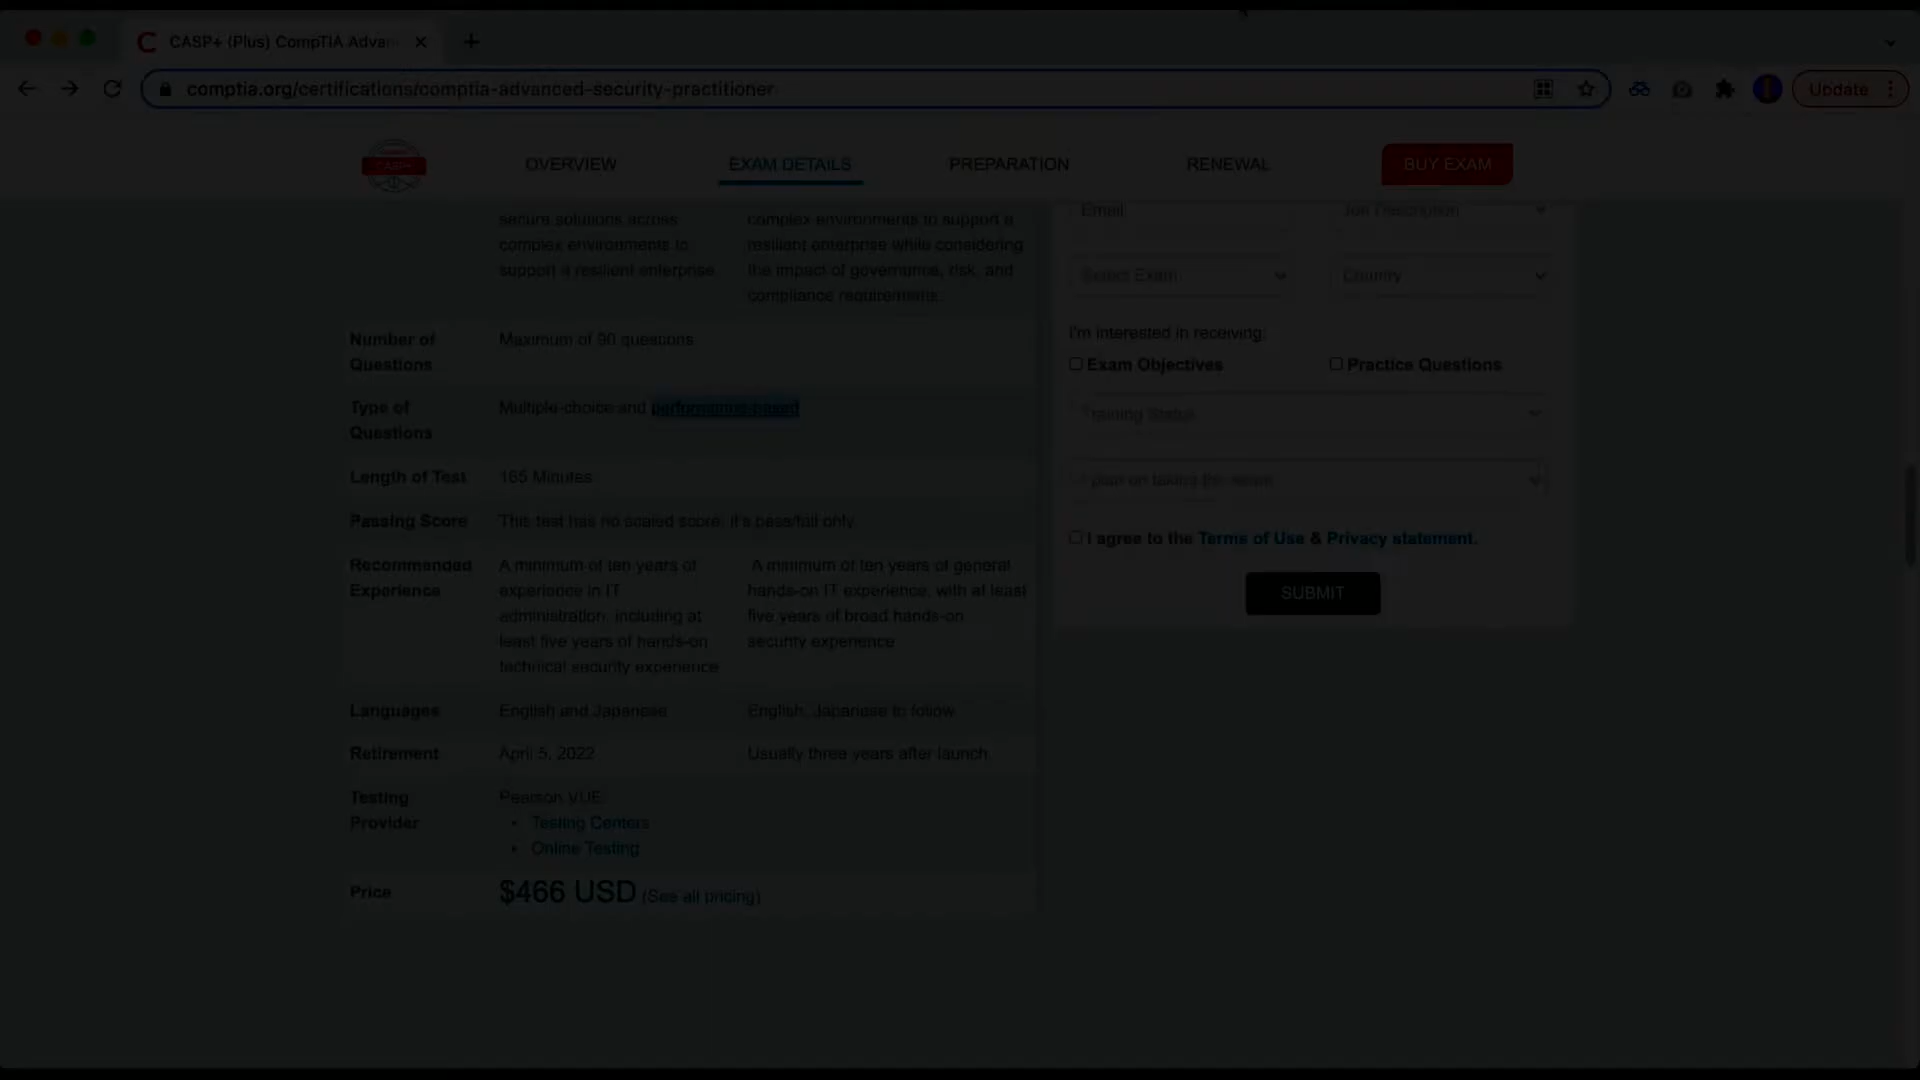 CASP+ (Plus) CompTIA Advan
comptia.org/certifications/comptia-advanced-security-practitioner
Update
CASP+
OVERVIEW
EXAM DETAILS
PREPARATION
RENEWAL
BUY EXAM
secure solutions across
complex environments to
support a resilient enterprise
complex environments to support a
resilient enterprise while considering
the impact of governance, risk, and
compliance requirements.
Number of
Questions
Maximum of 90 questions
Type of
Questions
Multiple-choice and performance-based
Length of Test
165 Minutes
Passing Score
This test has no scaled score; it's pass/fail only.
Recommended
Experience
A minimum of ten years of
experience in IT
administration, including at
least five years of hands-on
technical security experience
A minimum of ten years of general
hands-on IT experience, with at least
five years of broad hands-on
security experience
Languages
English and Japanese
English, Japanese to follow
Retirement
April 5, 2022
Usually three years after launch
Testing
Provider
Pearson VUE
• Testing Centers
• Online Testing
Price
$466 USD (See all pricing)
Email
Job Description
Select Exam
Country
I'm interested in receiving:
Exam Objectives
Practice Questions
Training Status
I plan on taking the exam
I agree to the Terms of Use & Privacy statement.
SUBMIT